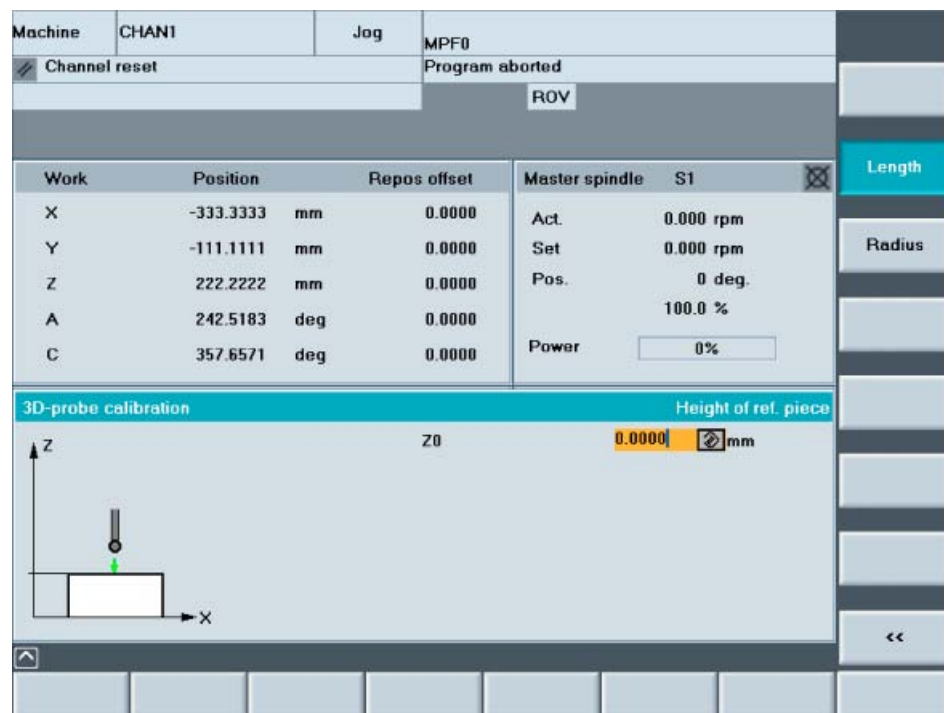 Machine CHAN1 Jog MPF0
Channel reset Program aborted
ROV
Work Position Repos offset Master spindle S1
X -333.3333 mm 0.0000 Act. 0.000 rpm
Y -111.1111 mm 0.0000 Set 0.000 rpm
Z 222.2222 mm 0.0000 Pos. 0 deg.
100.0 %
A 242.5183 deg 0.0000
C 357.6571 deg 0.0000 Power 0%
3D-probe calibration Height of ref. piece
Z0 0.0000 mm
Z
X
Length
Radius
<<